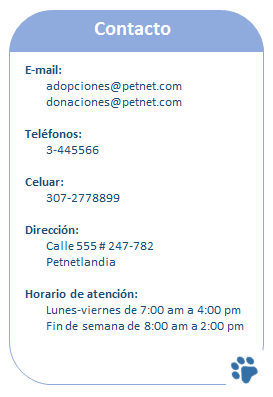 Contacto
E-mail:
adopciones@petnet.com
donaciones@petnet.com
Teléfonos:
3-445566
Celuar:
307-2778899
Dirección:
Calle 555 # 247-782
Petnetlandia
Horario de atención:
Lunes-viernes de 7:00 am a 4:00 pm
Fin de semana de 8:00 am a 2:00 pm